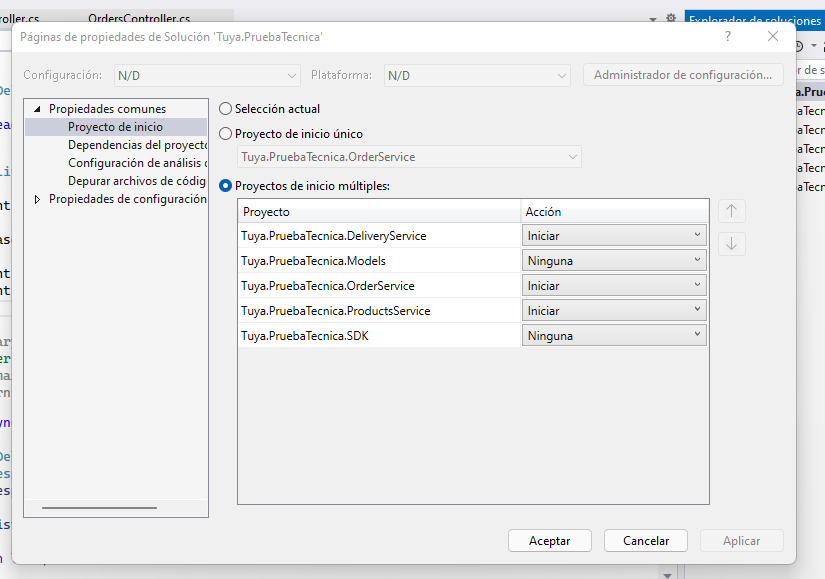 OrdersController.cs
Explorador de soluciones
Páginas de propiedades de Solución 'Tuya.PruebaTecnica'
?
Configuración: N/D Plataforma: N/D Administrador de configuración...
Propiedades comunes
Proyecto de inicio
Dependencias del proyecto
Configuración de análisis
Depurar archivos de códig
Propiedades de configuración
Selección actual
Proyecto de inicio único
Tuya.PruebaTecnica.OrderService
Proyectos de inicio múltiples:
Proyecto Acción
Tuya.PruebaTecnica.DeliveryService Iniciar
Tuya.PruebaTecnica.Models Ninguna
Tuya.PruebaTecnica.OrderService Iniciar
Tuya.PruebaTecnica.ProductsService Iniciar
Tuya.PruebaTecnica.SDK Ninguna
Aceptar Cancelar Aplicar